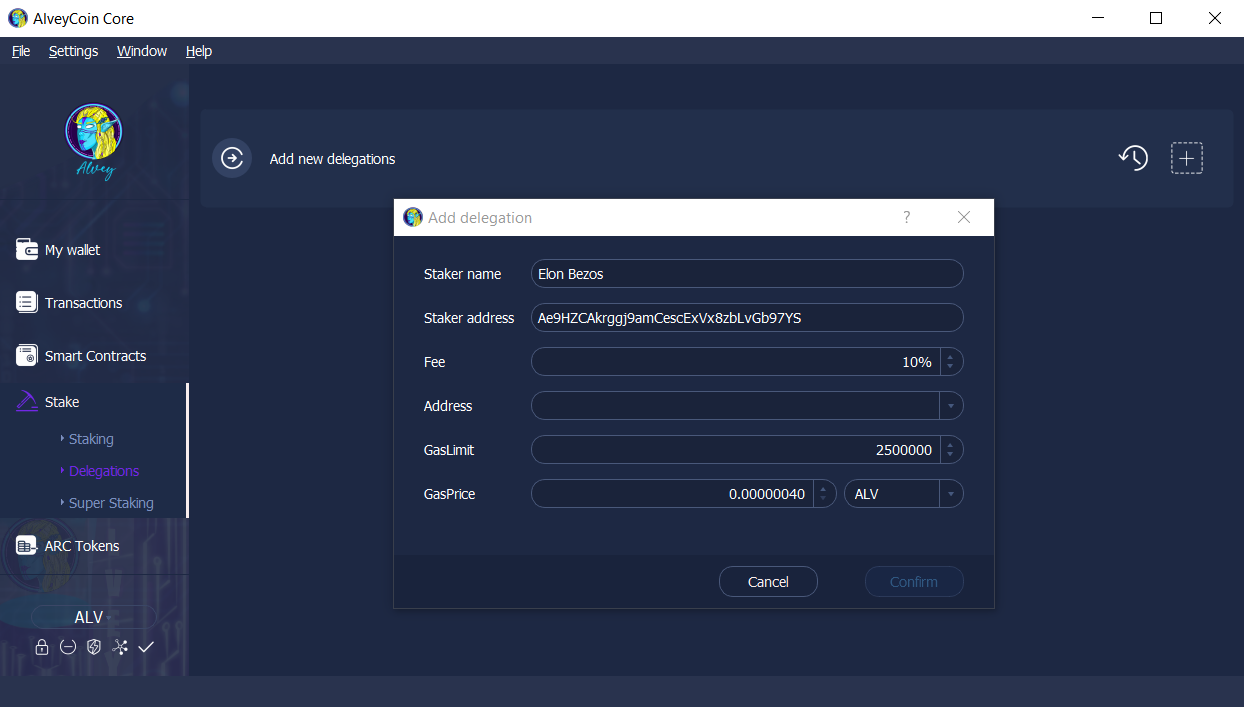 AlveyCoin Core
File Settings Window Help
Alvey
Add new delegations
Add delegation ?
Staker name Elon Bezos
Staker address Ae9HZCAkrggj9amCescExVx8zbLvGb97YS
Fee 10%
Address
GasLimit 2500000
GasPrice 0.00000040 ALV
Cancel Confirm
My wallet
Transactions
Smart Contracts
Stake
Staking
Delegations
Super Staking
ARC Tokens
ALV